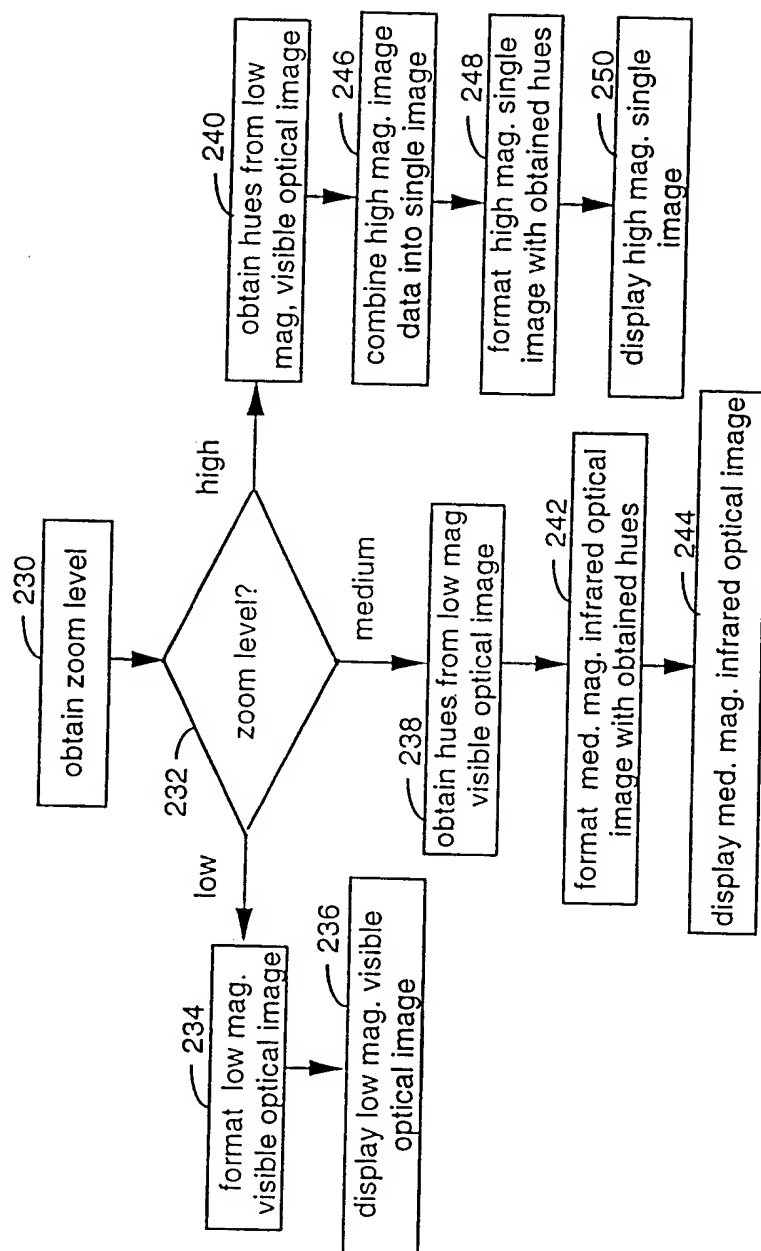 230
obtain zoom level
232
zoom level?
low
medium
high
234
format low mag.
visible optical image
236
display low mag. visible
optical image
238
obtain hues from low mag
visible optical image
242
format med. mag. infrared optical
image with obtained hues
244
display med. mag. infrared optical image
240
obtain hues from low
mag, visible optical image
246
combine high mag. image
data into single image
248
format high mag. single
image with obtained hues
250
display high mag. single
image